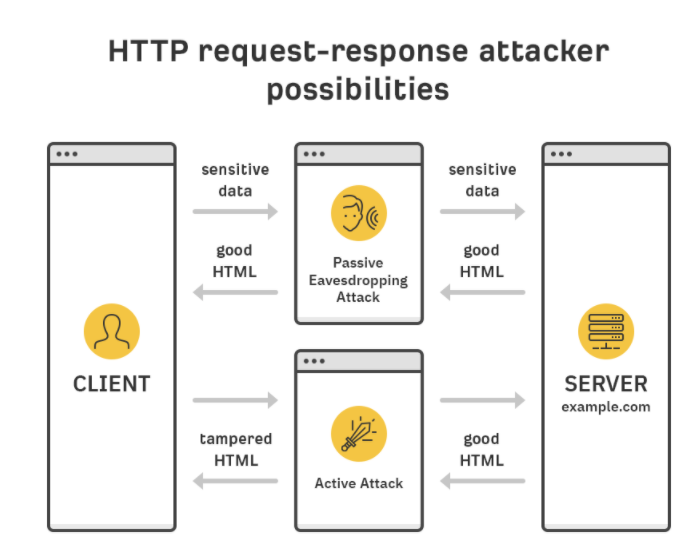 HTTP request-response attacker
possibilities
sensitive
data
sensitive
data
good
HTML
Passive
Eavesdropping
Attack
good
HTML
CLIENT
SERVER
example.com
tampered
HTML
Active Attack
good
HTML